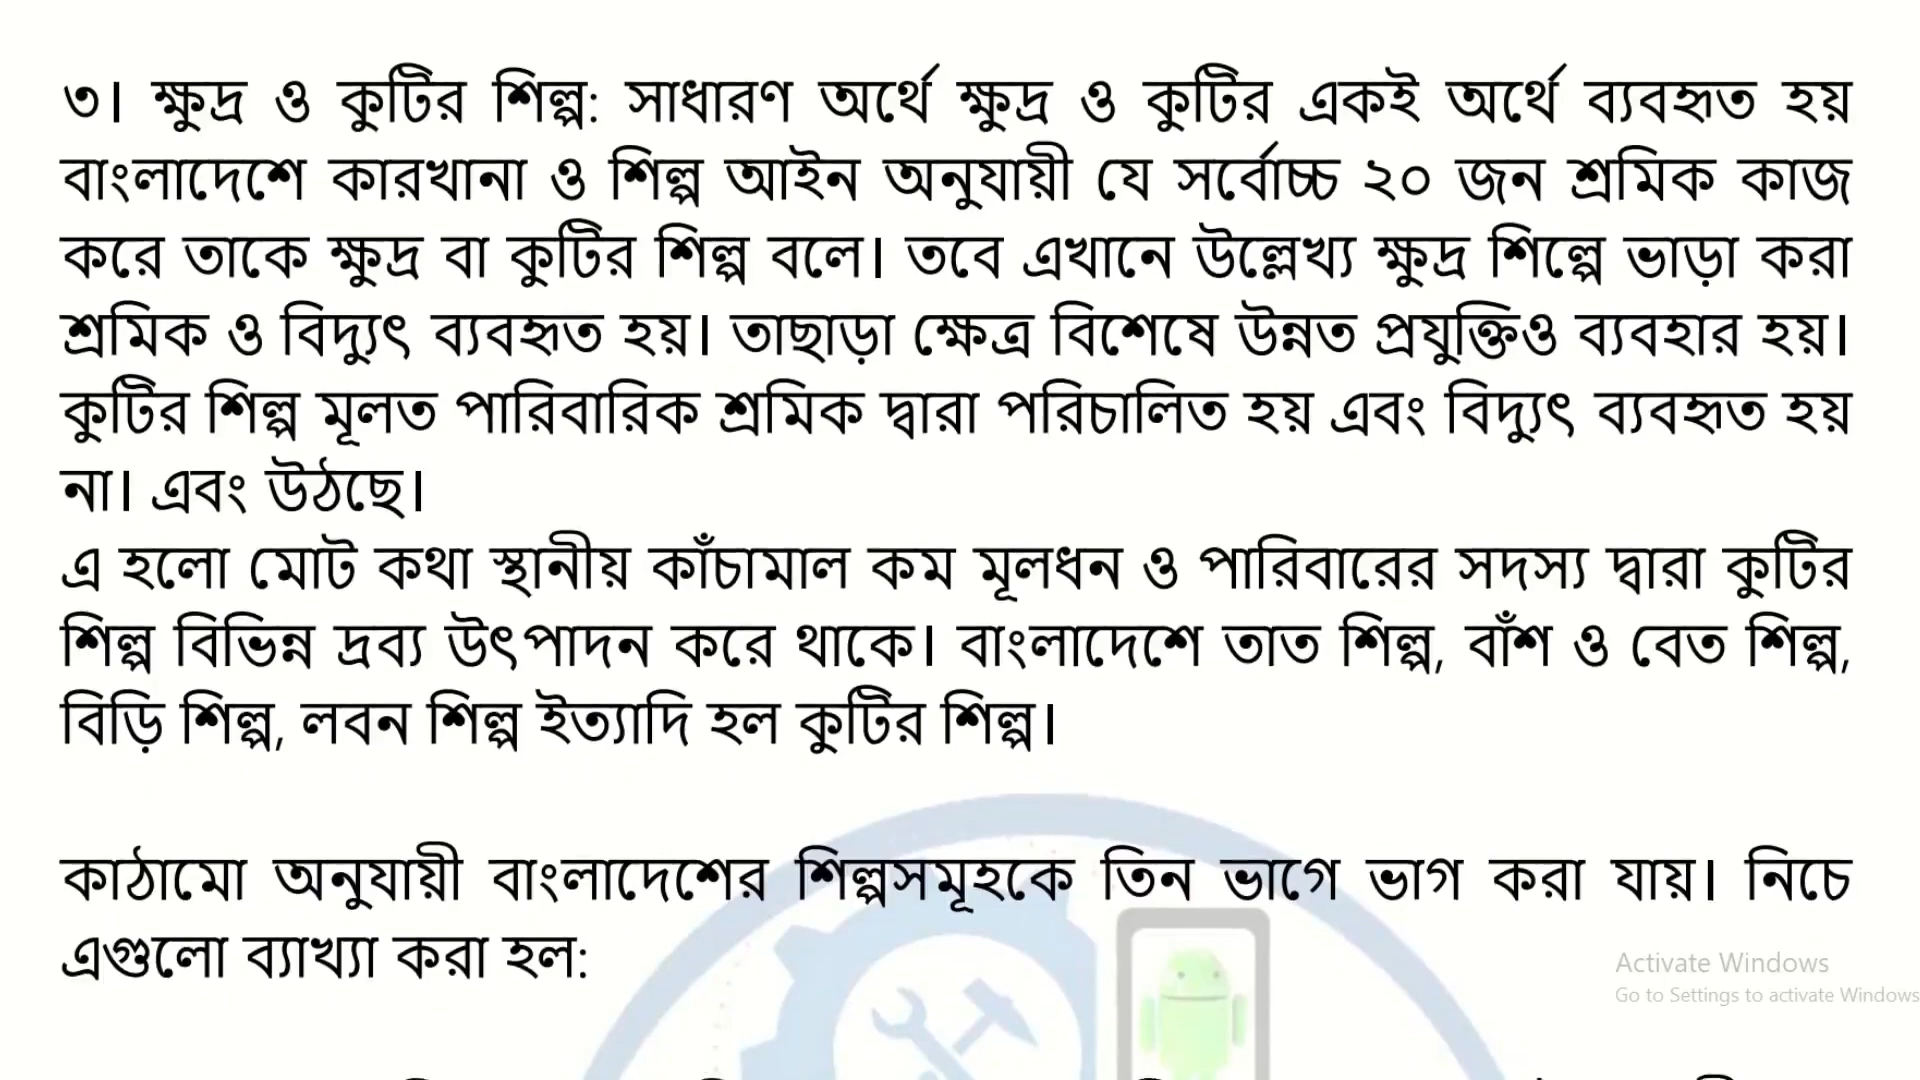 ৩। ক্ষুদ্র ও কুটির শিল্প: সাধারণ অর্থে ক্ষুদ্র ও কুটির একই অর্থে ব্যবহৃত হয়
বাংলাদেশে কারখানা ও শিল্প আইন অনুযায়ী যে সর্বোচ্চ ২০ জন শ্রমিক কাজ
করে তাকে ক্ষুদ্র বা কুটির শিল্প বলে। তবে এখানে উল্লেখ্য ক্ষুদ্র শিল্পে ভাড়া করা
শ্রমিক ও বিদ্যুৎ ব্যবহৃত হয়। তাছাড়া ক্ষেত্র বিশেষে উন্নত প্রযুক্তিও ব্যবহার হয়।
কুটির শিল্প মূলত পারিবারিক শ্রমিক দ্বারা পরিচালিত হয় এবং বিদ্যুৎ ব্যবহৃত হয়
না। এবং উঠছে।
এ হলো মোট কথা স্থানীয় কাঁচামাল কম মূলধন ও পারিবারের সদস্য দ্বারা কুটির
শিল্প বিভিন্ন দ্রব্য উৎপাদন করে থাকে। বাংলাদেশে তাত শিল্প, বাঁশ ও বেত শিল্প,
বিড়ি শিল্প, লবন শিল্প ইত্যাদি হল কুটির শিল্প।
কাঠামো অনুযায়ী বাংলাদেশের শিল্পসমূহকে তিন ভাগে ভাগ করা যায়। নিচে
এগুলো ব্যাখ্যা করা হল:
Activate Windows
Go to Settings to activate Windows